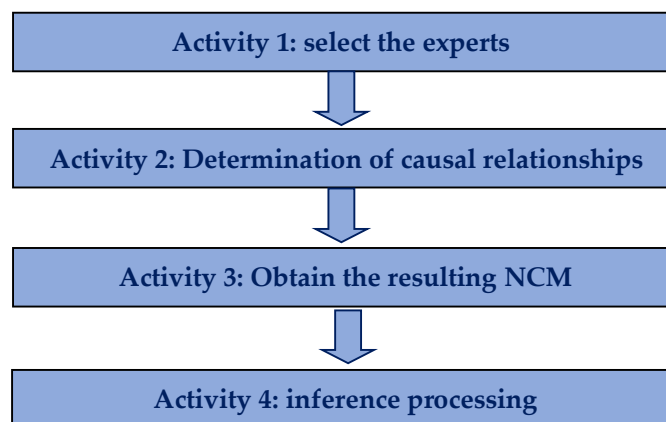 Activity 1: select the experts
Activity 2: Determination of causal relationships
Activity 3: Obtain the resulting NCM
Activity 4: inference processing